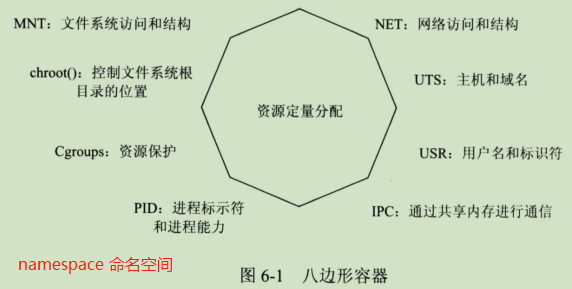 MNT：文件系统访问和结构
NET：网络访问和结构
chroot()：控制文件系统根
目录的位置
UTS：主机和域名
资源定量分配
Cgroups：资源保护
USR：用户名和标识符
PID：进程标示符
和进程能力
IPC：通过共享内存进行通信
namespace 命名空间
图 6-1 八边形容器